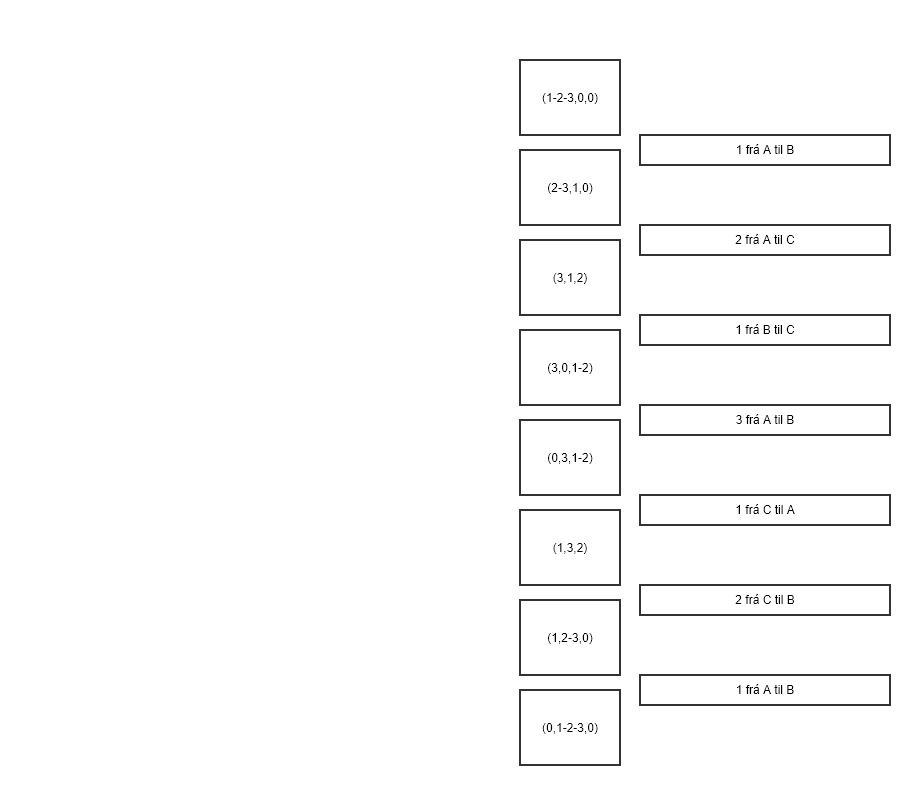 (1-2-3,0,0)
1 frá A til B
(2-3,1,0)
2 frá A til C
(3,1,2)
1 frá B til C
(3,0,1-2)
3 frá A til B
(0,3,1-2)
1 frá C til A
(1,3,2)
2 frá C til B
(1,2-3,0)
1 frá A til B
(0,1-2-3,0)